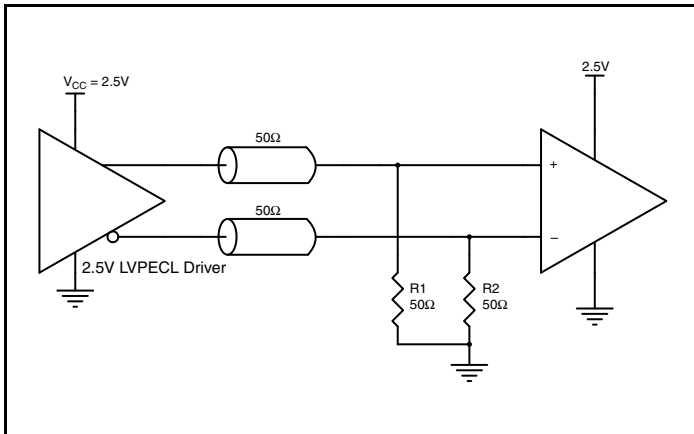 V_CC = 2.5V
2.5V
50Ω
+
50Ω
–
2.5V LVPECL Driver
R1
50Ω
R2
50Ω